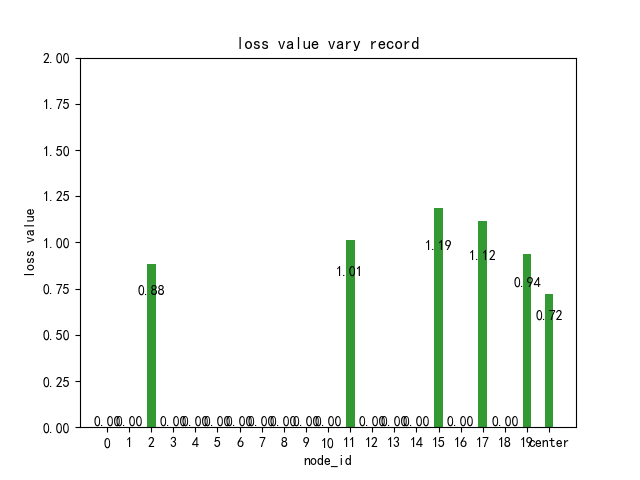 loss value vary record
2.00
1.75
1.50
1.25
1.00
0.75
0.50
0.25
0.00
loss value
0.00 0.00 0.88 0.00 0.00 0.00 0.00 0.00 0.00 0.00 0.00 1.01 0.00 0.00 0.00 1.19 0.00 1.12 0.00 0.94 0.72
0 1 2 3 4 5 6 7 8 9 10 11 12 13 14 15 16 17 18 19 center
node_id